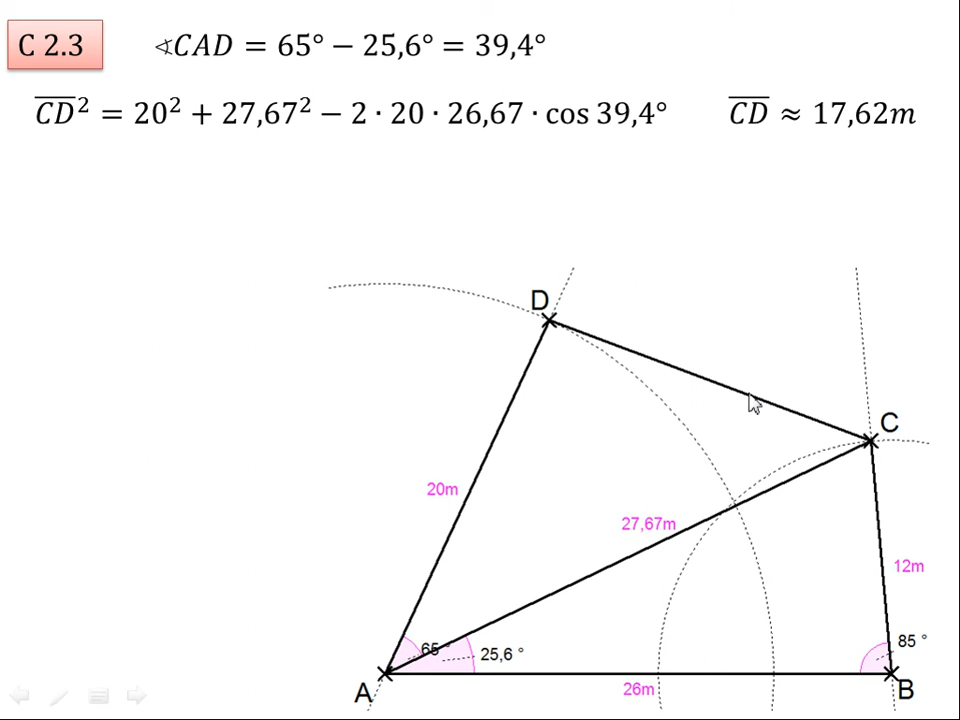 C 2.3 ∢CAD = 65° − 25,6° = 39,4°
CD² = 20² + 27,67² − 2 · 20 · 26,67 · cos 39,4° CD ≈ 17,62m
D
C
20m
27,67m
12m
65 °
25,6 °
85 °
A
26m
B